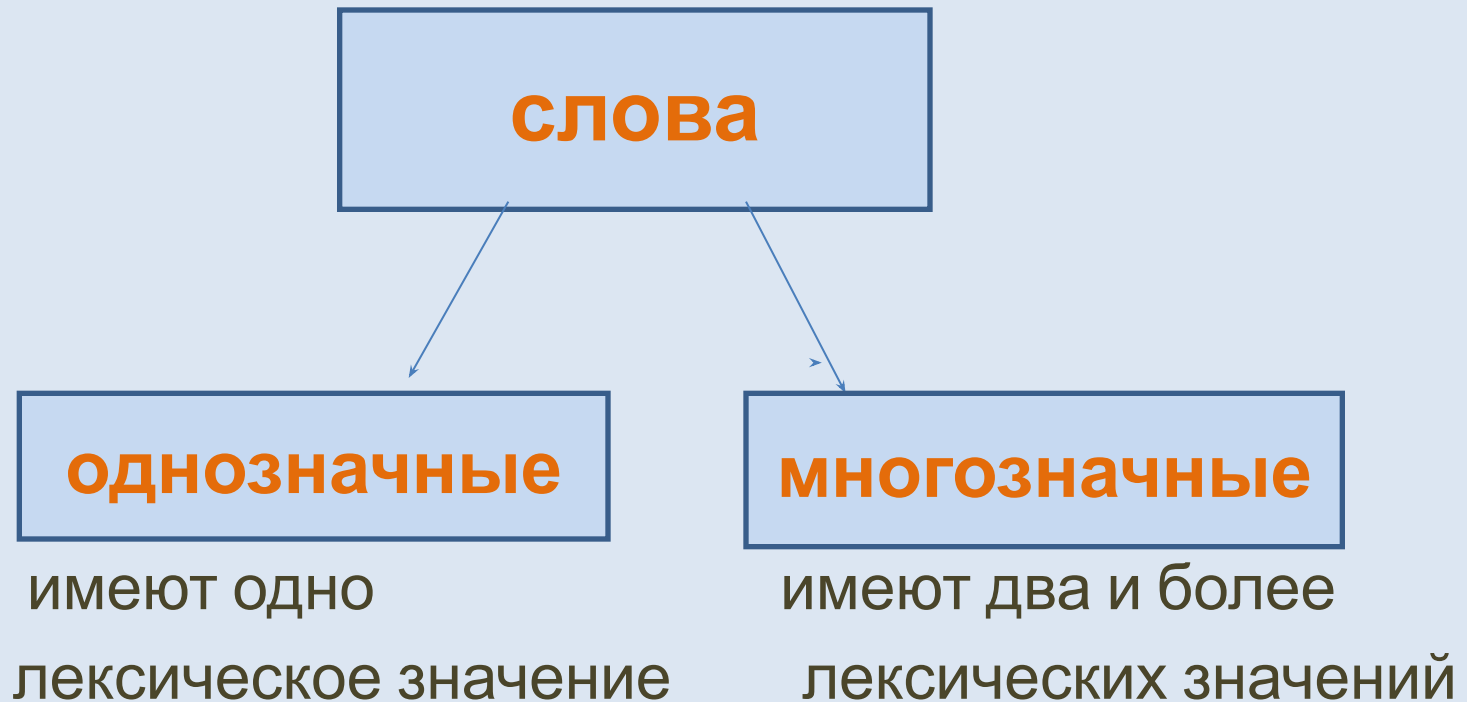 слова
однозначные
имеют одно
лексическое значение
многозначные
имеют два и более
лексических значений